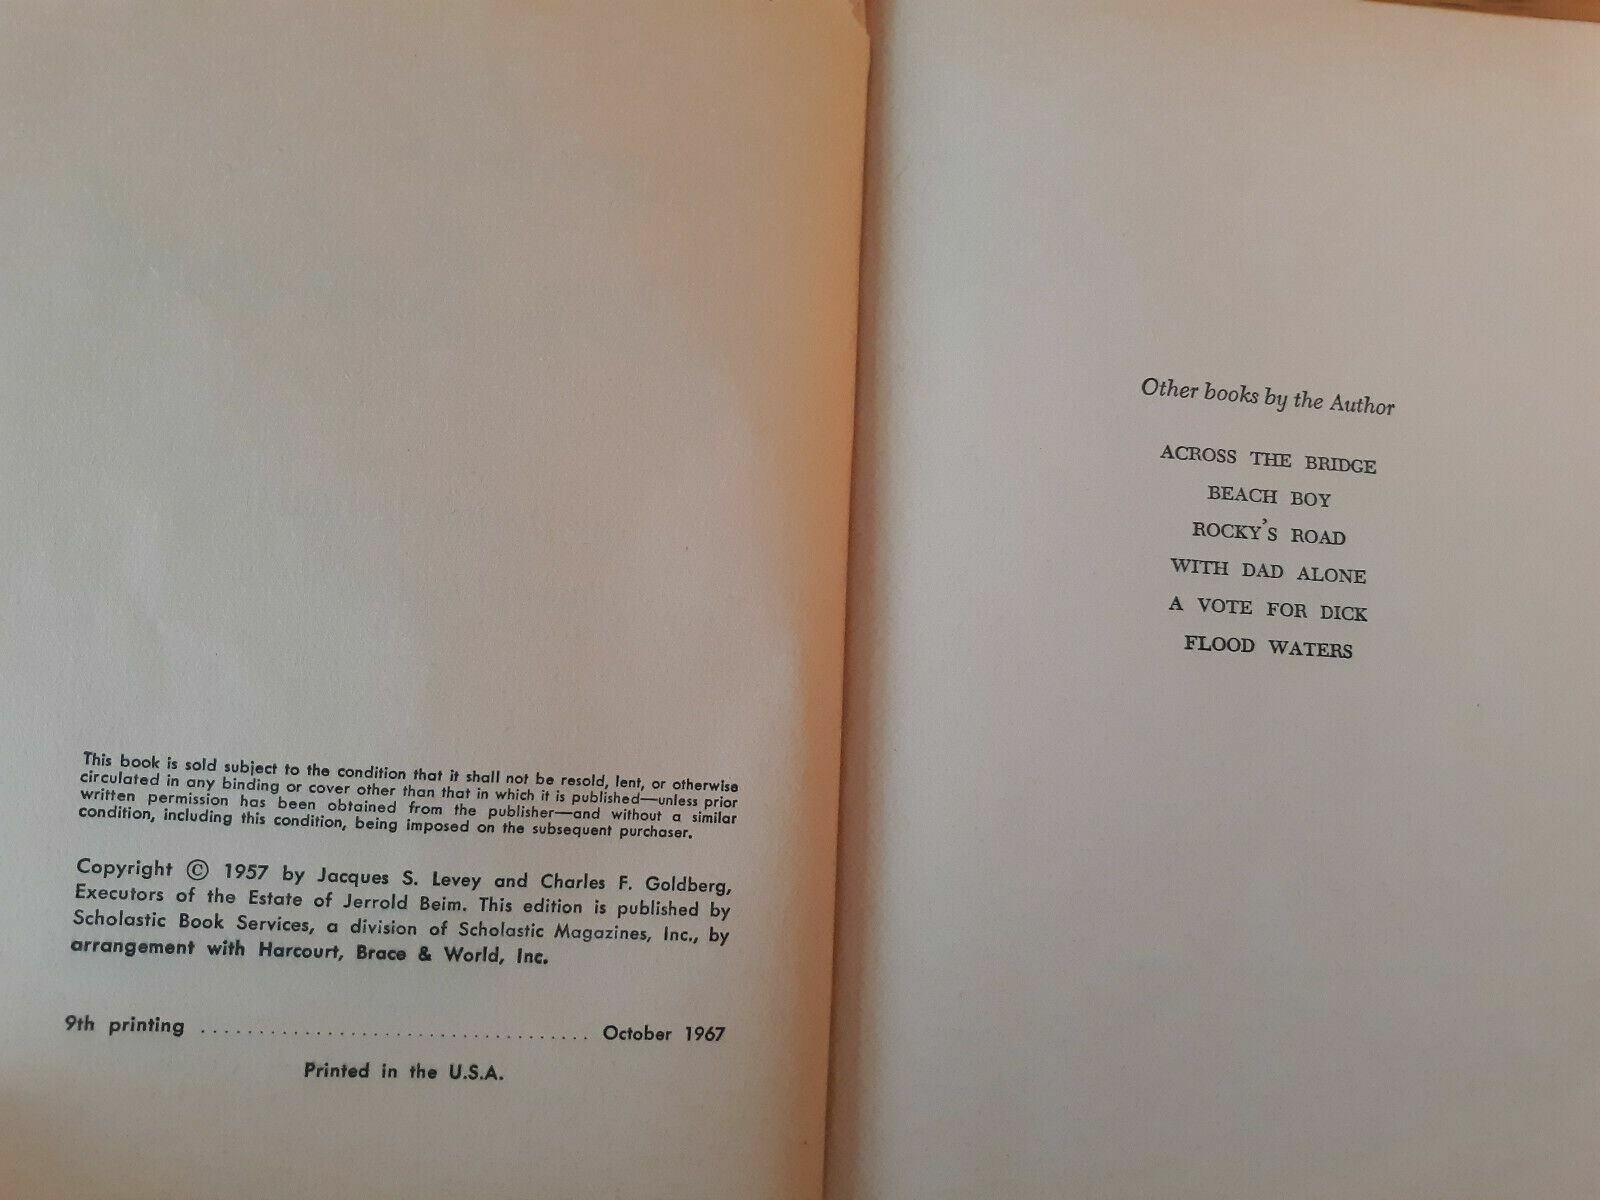 This book is sold subject to the condition that it shall not be resold, lent, or otherwise
circulated in any binding or cover other than that in which it is published—unless prior
written permission has been obtained from the publisher—and without a similar
condition, including this condition, being imposed on the subsequent purchaser.
Copyright © 1957 by Jacques S. Levey and Charles F. Goldberg,
Executors of the Estate of Jerrold Beim. This edition is published by
Scholastic Book Services, a division of Scholastic Magazines, Inc., by
arrangement with Harcourt, Brace & World, Inc.
9th printing .................................. October 1967
Printed in the U.S.A.
Other books by the Author
ACROSS THE BRIDGE
BEACH BOY
ROCKY'S ROAD
WITH DAD ALONE
A VOTE FOR DICK
FLOOD WATERS